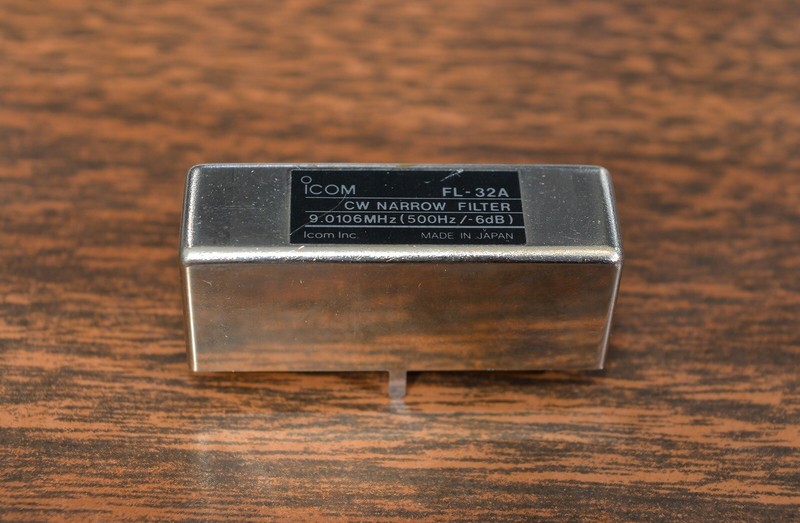 ICOM FL-32A
CW NARROW FILTER
9.0106MHz (500Hz/-6dB)
Icom Inc. MADE IN JAPAN